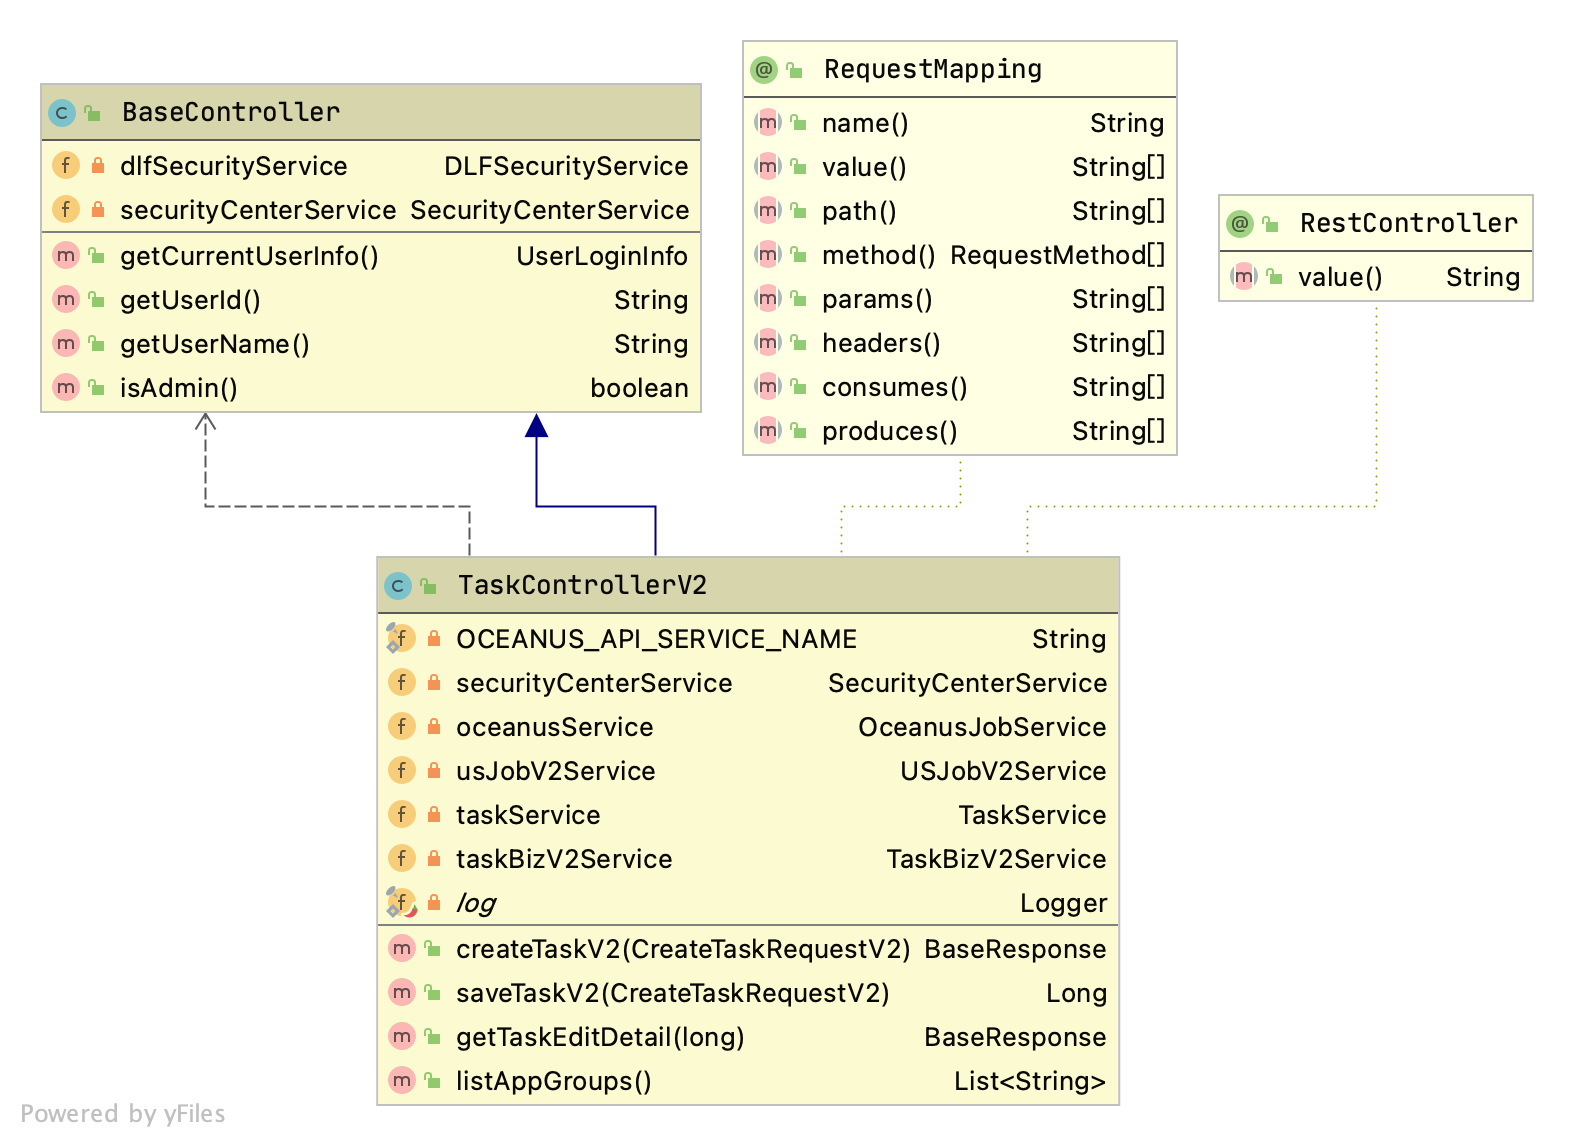 BaseController
dlfSecurityService DLFSecurityService
securityCenterService SecurityCenterService
getCurrentUserInfo() UserLoginInfo
getUserId() String
getUserName() String
isAdmin() boolean
RequestMapping
name() String
value() String[]
path() String[]
method() RequestMethod[]
params() String[]
headers() String[]
consumes() String[]
produces() String[]
RestController
value() String
TaskControllerV2
OCEANUS_API_SERVICE_NAME String
securityCenterService SecurityCenterService
oceanusService OceanusJobService
usJobV2Service USJobV2Service
taskService TaskService
taskBizV2Service TaskBizV2Service
log Logger
createTaskV2(CreateTaskRequestV2) BaseResponse
saveTaskV2(CreateTaskRequestV2) Long
getTaskEditDetail(long) BaseResponse
listAppGroups() List<String>
Powered by yFiles